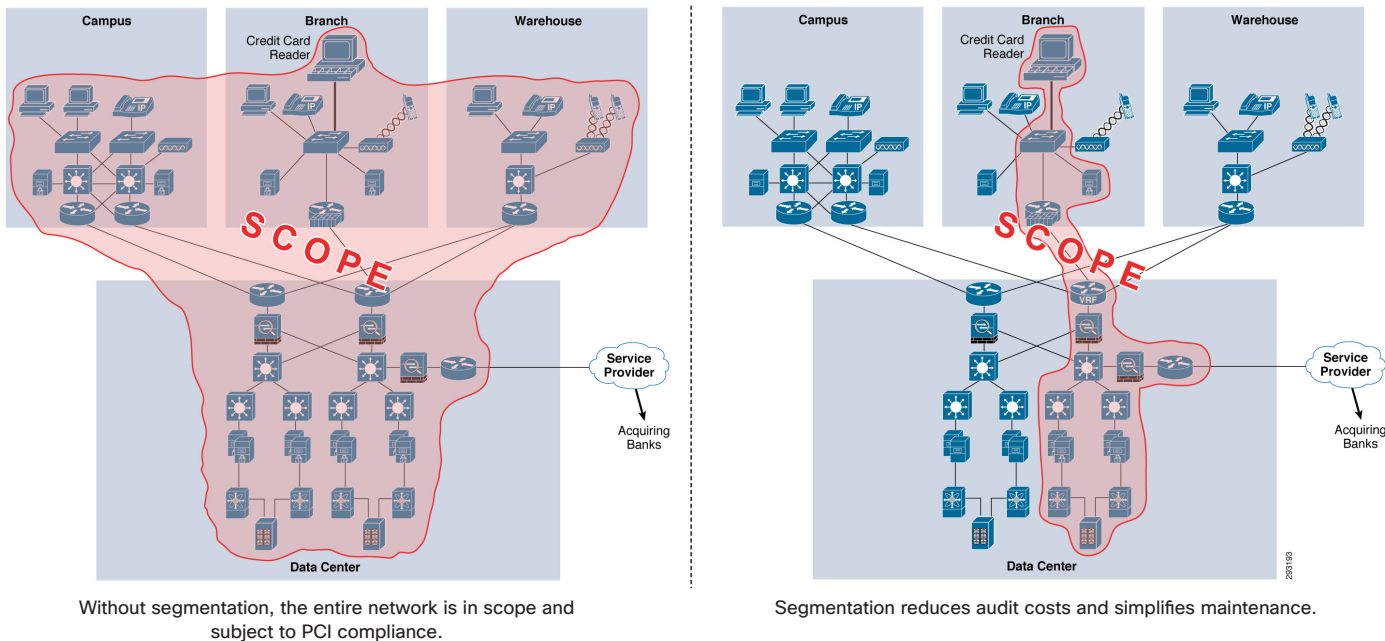 Campus
Branch
Warehouse
Credit Card
Reader
IP
IP
IP
SCOPE
Service
Provider
Acquiring
Banks
Data Center
Without segmentation, the entire network is in scope and
subject to PCI compliance.
Campus
Branch
Warehouse
Credit Card
Reader
IP
IP
IP
SCOPE
VRF
Service
Provider
Acquiring
Banks
Data Center
293193
Segmentation reduces audit costs and simplifies maintenance.